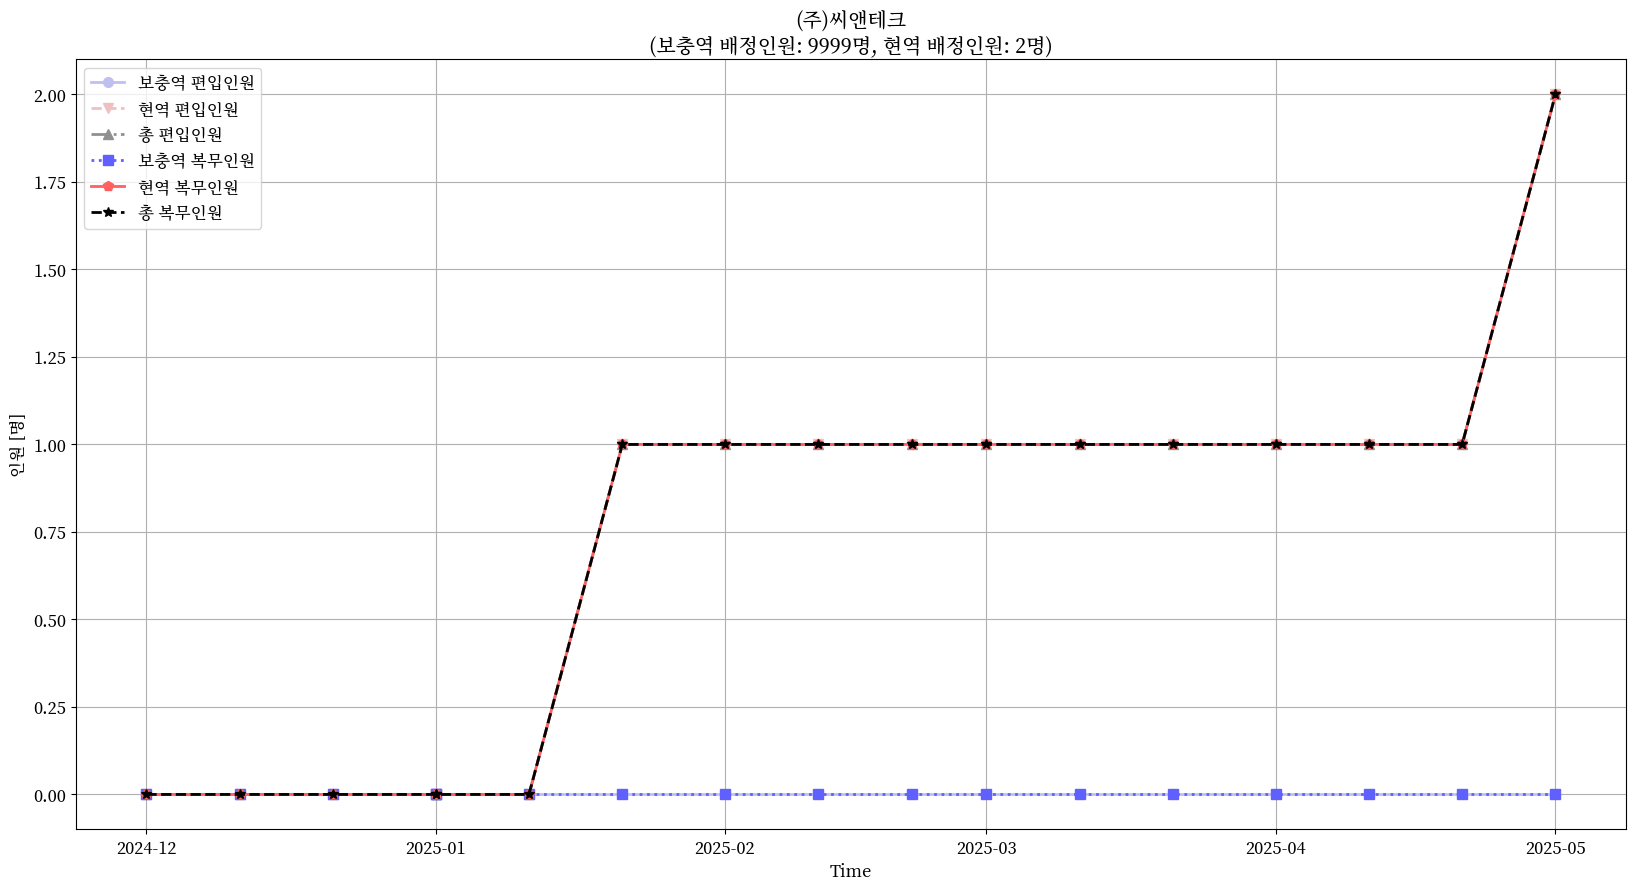 (주)씨앤테크
(보충역 배정인원: 9999명, 현역 배정인원: 2명)
보충역 편입인원
현역 편입인원
총 편입인원
보충역 복무인원
현역 복무인원
총 복무인원
2.00
1.75
1.50
1.25
1.00
0.75
0.50
0.25
0.00
인원 [명]
2024-12
2025-01
2025-02
2025-03
2025-04
2025-05
Time